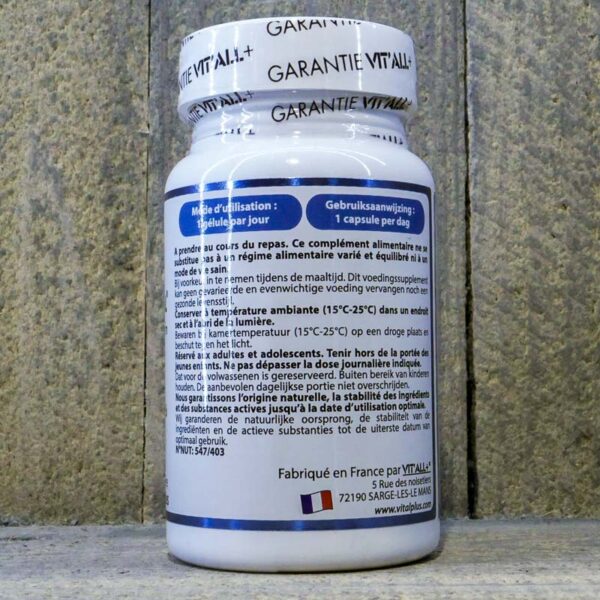 GARANTIE VIT'ALL+
TIE VIT'ALL+
GARANTIE VIT'ALL+
GARANTIE VIT'ALL+
Mode d'utilisation :
1 gélule par jour
Gebruiksaanwijzing :
1 capsule per dag
A prendre au cours du repas. Ce complément alimentaire ne se
substitue pas à un régime alimentaire varié et équilibré ni à un
mode de vie sain.
Bij voorkeur in te nemen tijdens de maaltijd. Dit voedingssupplement
kan geen gevarieerde en evenwichtige voeding vervangen noch een
gezonde levensstijl.
Conserver à température ambiante (15°C-25°C) dans un endroit
sec et à l'abri de la lumière.
Bewaren bij kamertemperatuur (15°C-25°C) op een droge plaats en
beschut tegen het licht.
Réservé aux adultes et adolescents. Tenir hors de la portée des
jeunes enfants. Ne pas dépasser la dose journalière indiquée.
Dat voor de volwassenen is gereserveerd. Buiten bereik van kinderen
houden. De aanbevolen dagelijkse portie niet overschrijden.
Nous garantissons l'origine naturelle, la stabilité des ingrédients
et des substances actives jusqu'à la date d'utilisation optimale.
Wij garanderen de natuurlijke oorsprong, de stabiliteit van de
ingrediënten en de actieve substanties tot de uiterste datum van
optimaal gebruik.
N°NUT: 547/403
Fabriqué en France par VIT'ALL+
5 Rue des noisetiers
72190 SARGE-LES-LE MANS
www.vitalplus.com